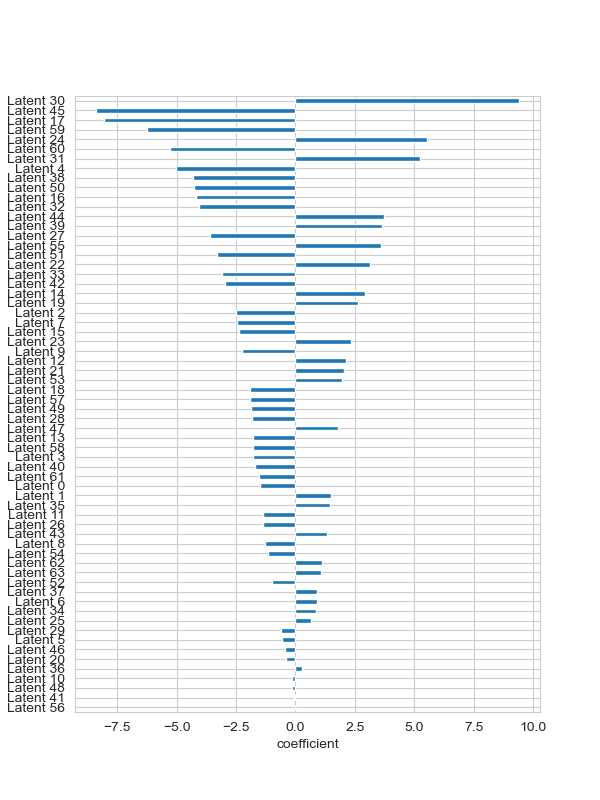 Latent 30
Latent 45
Latent 17
Latent 59
Latent 24
Latent 60
Latent 31
Latent 4
Latent 38
Latent 50
Latent 16
Latent 32
Latent 44
Latent 39
Latent 27
Latent 55
Latent 51
Latent 22
Latent 33
Latent 42
Latent 14
Latent 19
Latent 2
Latent 7
Latent 15
Latent 23
Latent 9
Latent 12
Latent 21
Latent 53
Latent 18
Latent 57
Latent 49
Latent 28
Latent 47
Latent 13
Latent 58
Latent 3
Latent 40
Latent 61
Latent 0
Latent 1
Latent 35
Latent 11
Latent 26
Latent 43
Latent 8
Latent 54
Latent 62
Latent 63
Latent 52
Latent 37
Latent 6
Latent 34
Latent 25
Latent 29
Latent 5
Latent 46
Latent 20
Latent 36
Latent 10
Latent 48
Latent 41
Latent 56
−7.5 −5.0 −2.5 0.0 2.5 5.0 7.5 10.0
coefficient